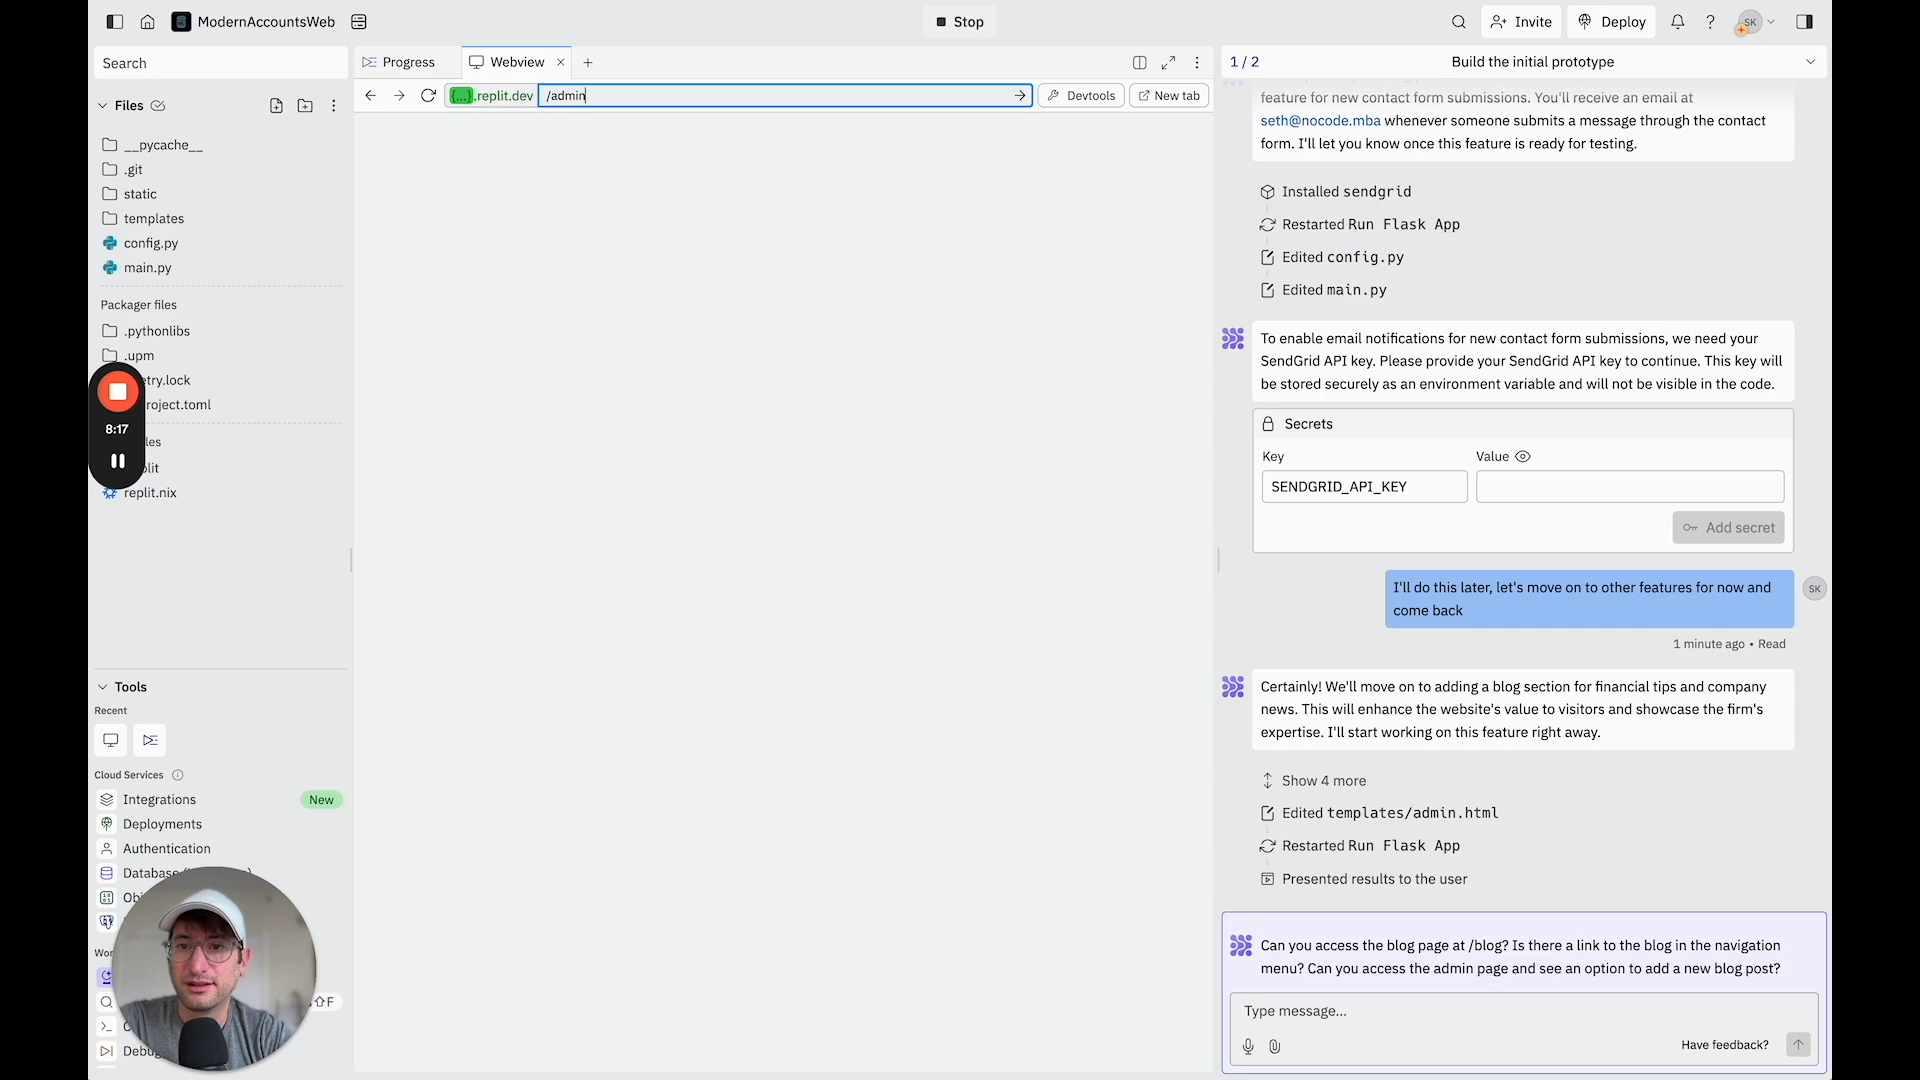 ModernAccountsWeb
Stop
Invite
Deploy
SK
Search
Progress
Webview
1 / 2
Build the initial prototype
{...}.replit.dev
/admin
Devtools
New tab
Files
__pycache__
.git
static
templates
config.py
main.py
Packager files
.pythonlibs
.upm
etry.lock
roject.toml
les
plit
replit.nix
8:17
Tools
Recent
Cloud Services
Integrations
New
Deployments
Authentication
Database
Ob
Wor
F
Debug
feature for new contact form submissions. You'll receive an email at
seth@nocode.mba whenever someone submits a message through the contact
form. I'll let you know once this feature is ready for testing.
Installed sendgrid
Restarted Run Flask App
Edited config.py
Edited main.py
To enable email notifications for new contact form submissions, we need your
SendGrid API key. Please provide your SendGrid API key to continue. This key will
be stored securely as an environment variable and will not be visible in the code.
Secrets
Key
Value
SENDGRID_API_KEY
Add secret
I'll do this later, let's move on to other features for now and
come back
SK
1 minute ago • Read
Certainly! We'll move on to adding a blog section for financial tips and company
news. This will enhance the website's value to visitors and showcase the firm's
expertise. I'll start working on this feature right away.
Show 4 more
Edited templates/admin.html
Restarted Run Flask App
Presented results to the user
Can you access the blog page at /blog? Is there a link to the blog in the navigation
menu? Can you access the admin page and see an option to add a new blog post?
Type message...
Have feedback?